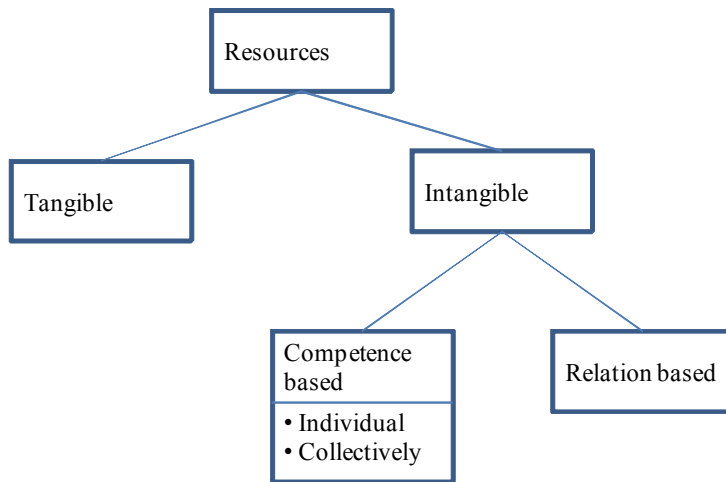 Resources
Tangible
Intangible
Competence
based
• Individual
• Collectively
Relation based